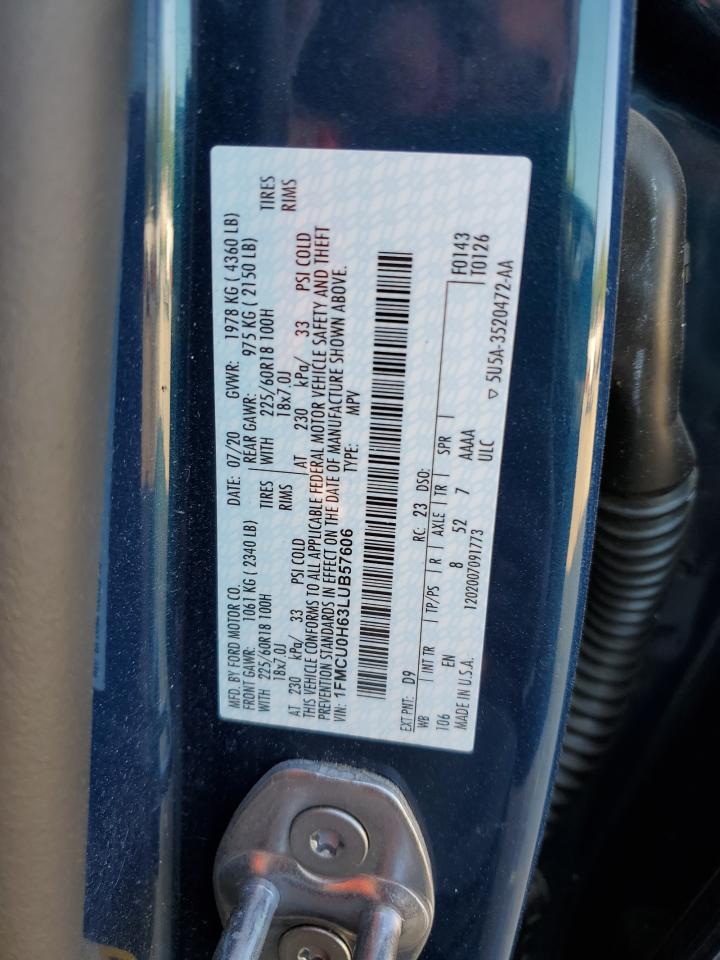 MFD. BY FORD MOTOR CO. DATE: 07/20 GVWR: 1978 KG ( 4360 LB)
FRONT GAWR: 1061 KG ( 2340 LB) REAR GAWR: 975 KG ( 2150 LB)
WITH 225/60R18 100H TIRES WITH 225/60R18 100H TIRES
18x7.0J RIMS 18x7.0J RIMS
AT 230 kPa/ 33 PSI COLD AT 230 kPa/ 33 PSI COLD
THIS VEHICLE CONFORMS TO ALL APPLICABLE FEDERAL MOTOR VEHICLE SAFETY AND THEFT
PREVENTION STANDARDS IN EFFECT ON THE DATE OF MANUFACTURE SHOWN ABOVE.
VIN: 1FMCU0H63LUB57606 TYPE: MPV
EXT PNT: D9 RC: 23 DSO: F0143
WB INT TR TP/PS R AXLE TR SPR T0126
106 EN 8 52 7 AAAA
ULC
MADE IN U.S.A. 1202007091773 5U5A-3520472-AA